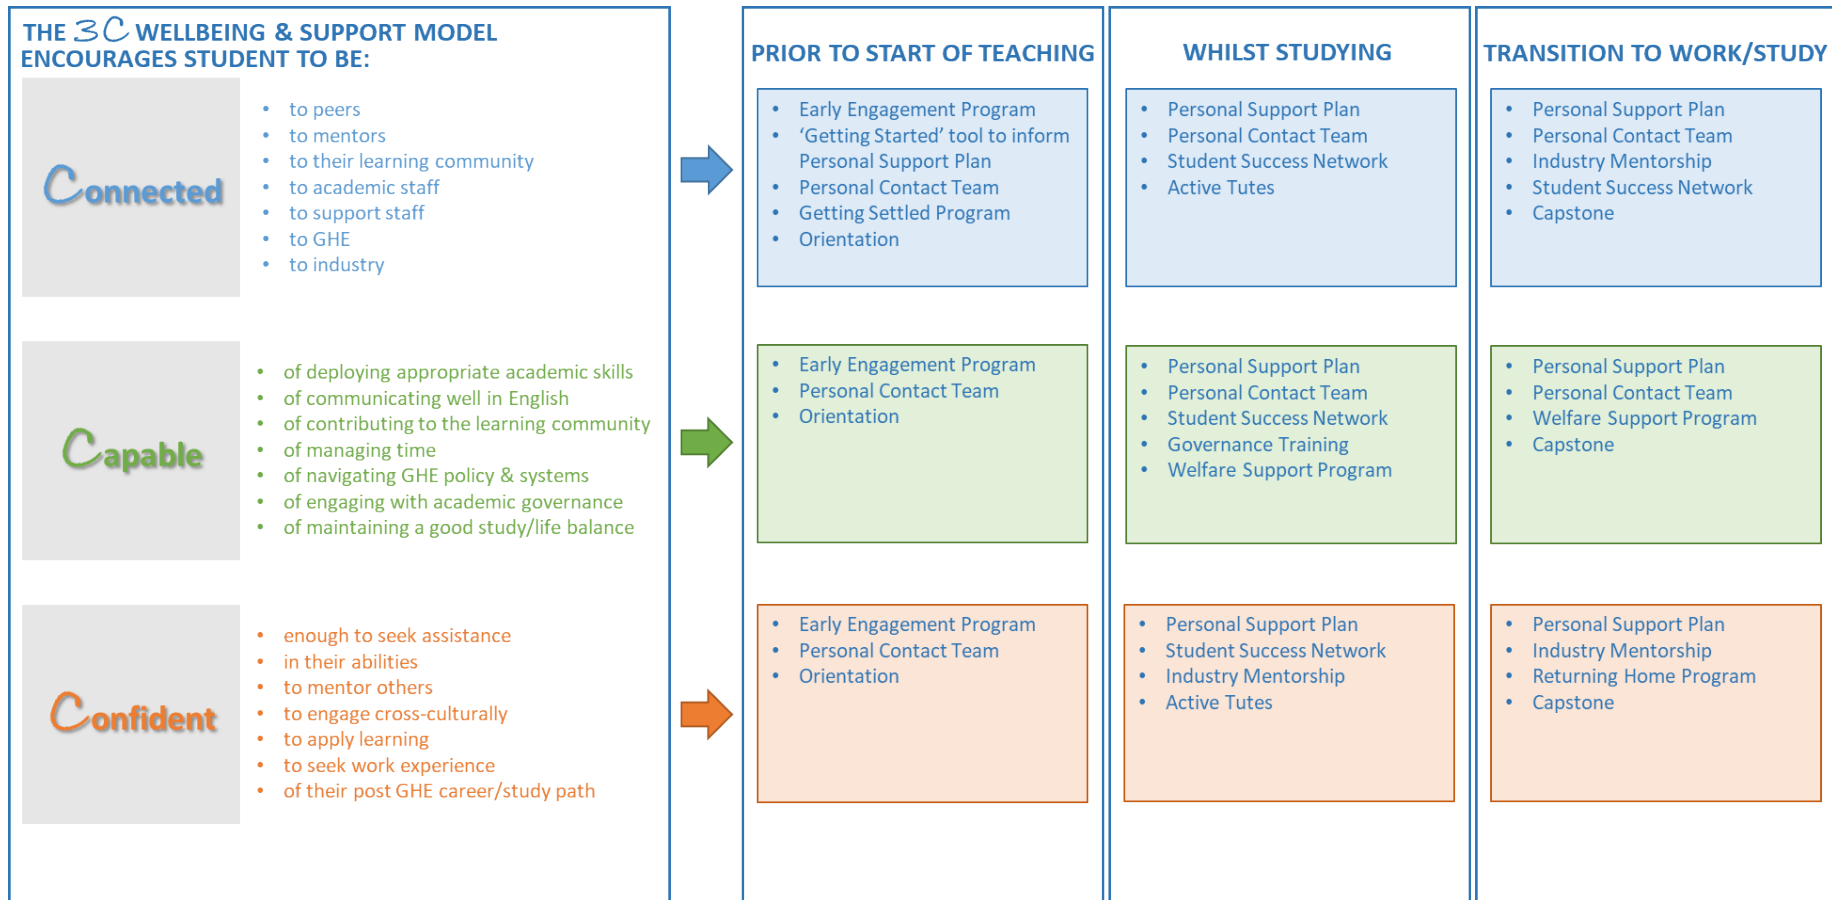 THE 3C WELLBEING & SUPPORT MODEL
ENCOURAGES STUDENT TO BE:
Connected
• to peers
• to mentors
• to their learning community
• to academic staff
• to support staff
• to GHE
• to industry
Capable
• of deploying appropriate academic skills
• of communicating well in English
• of contributing to the learning community
• of managing time
• of navigating GHE policy & systems
• of engaging with academic governance
• of maintaining a good study/life balance
Confident
• enough to seek assistance
• in their abilities
• to mentor others
• to engage cross-culturally
• to apply learning
• to seek work experience
• of their post GHE career/study path
PRIOR TO START OF TEACHING
• Early Engagement Program
• ‘Getting Started’ tool to inform
Personal Support Plan
• Personal Contact Team
• Getting Settled Program
• Orientation
• Early Engagement Program
• Personal Contact Team
• Orientation
• Early Engagement Program
• Personal Contact Team
• Orientation
WHILST STUDYING
• Personal Support Plan
• Personal Contact Team
• Student Success Network
• Active Tutes
• Personal Support Plan
• Personal Contact Team
• Student Success Network
• Governance Training
• Welfare Support Program
• Personal Support Plan
• Student Success Network
• Industry Mentorship
• Active Tutes
TRANSITION TO WORK/STUDY
• Personal Support Plan
• Personal Contact Team
• Industry Mentorship
• Student Success Network
• Capstone
• Personal Support Plan
• Personal Contact Team
• Welfare Support Program
• Capstone
• Personal Support Plan
• Industry Mentorship
• Returning Home Program
• Capstone